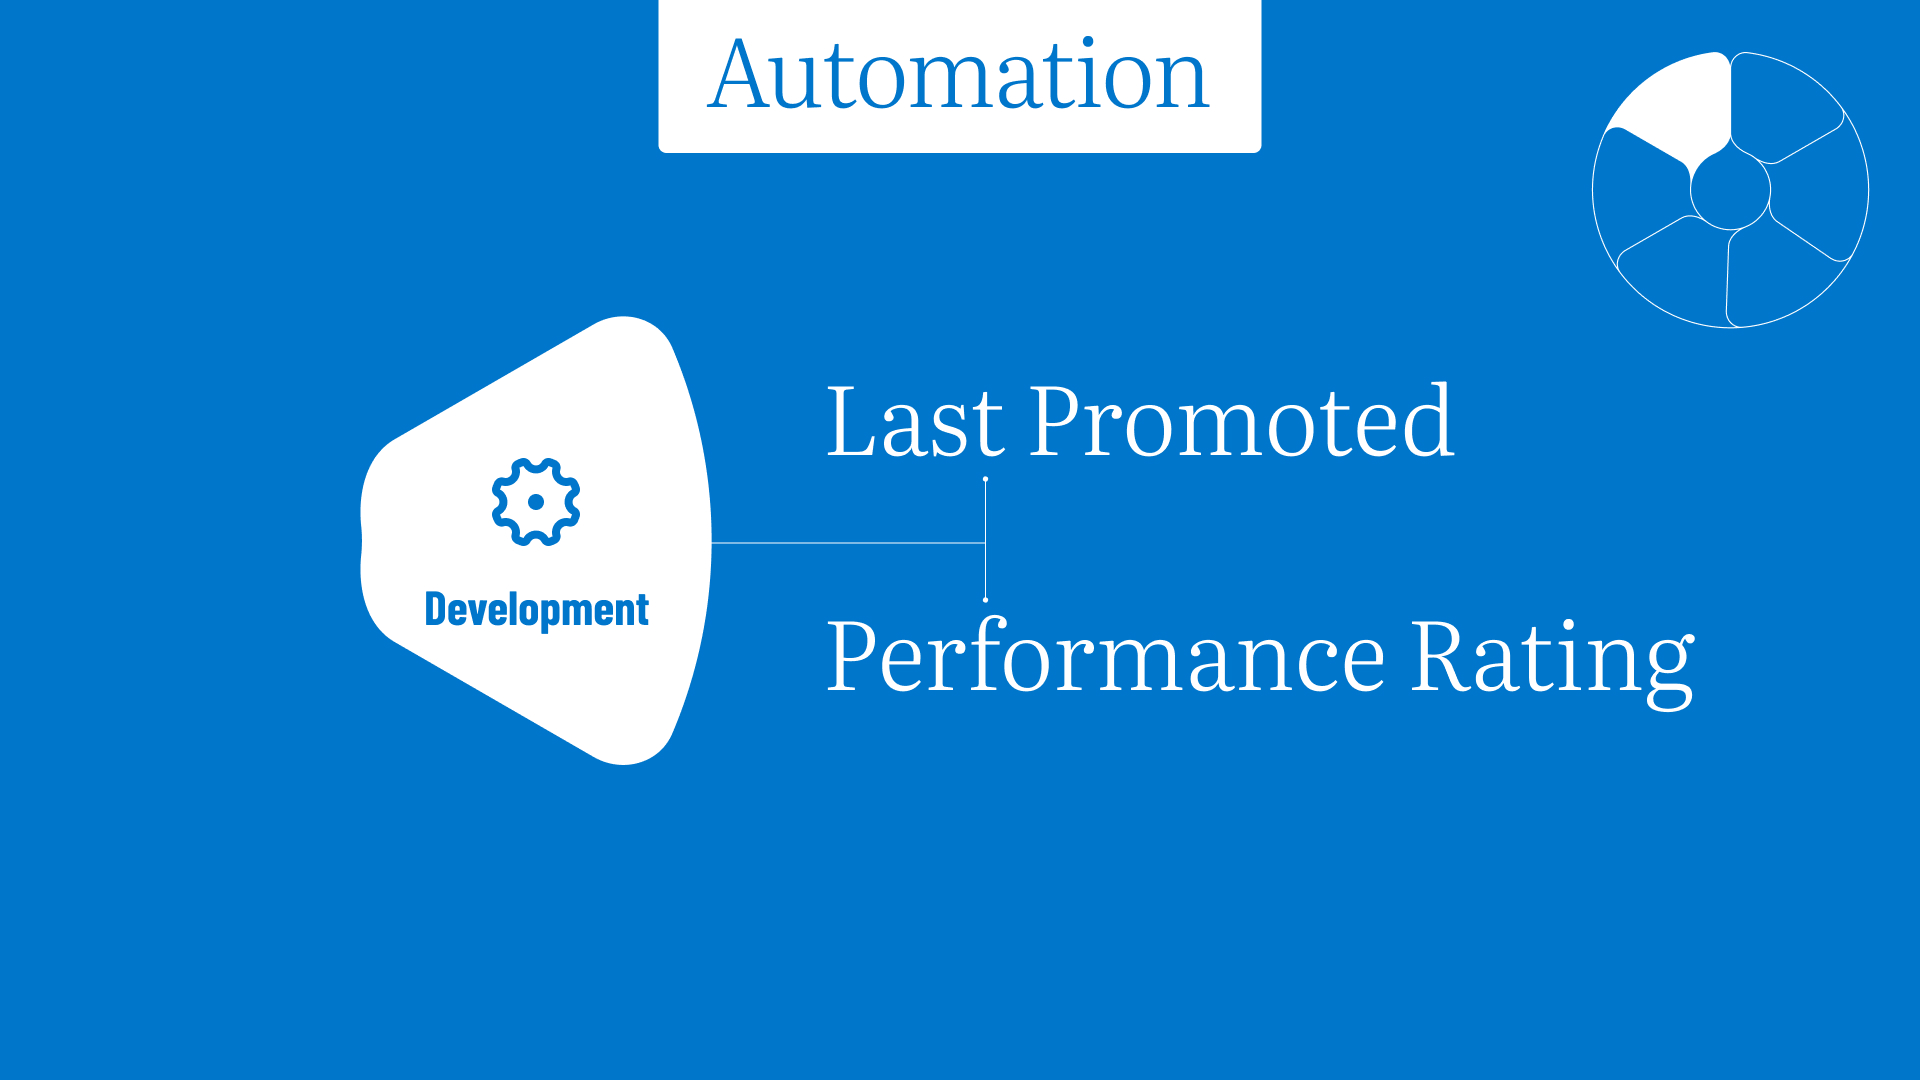 Automation
Last Promoted
Development
Performance Rating